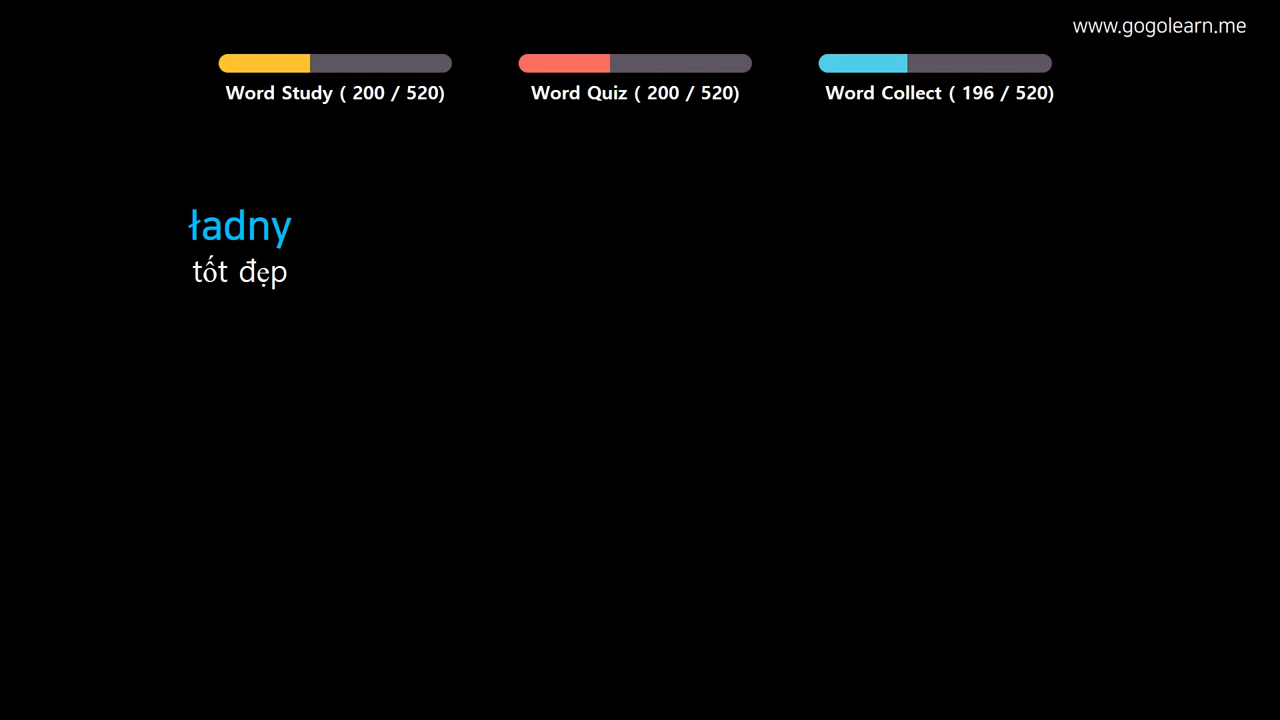 www.gogolearn.me
Word Study ( 200 / 520)
Word Quiz ( 200 / 520)
Word Collect ( 196 / 520)
ładny
tốt đẹp